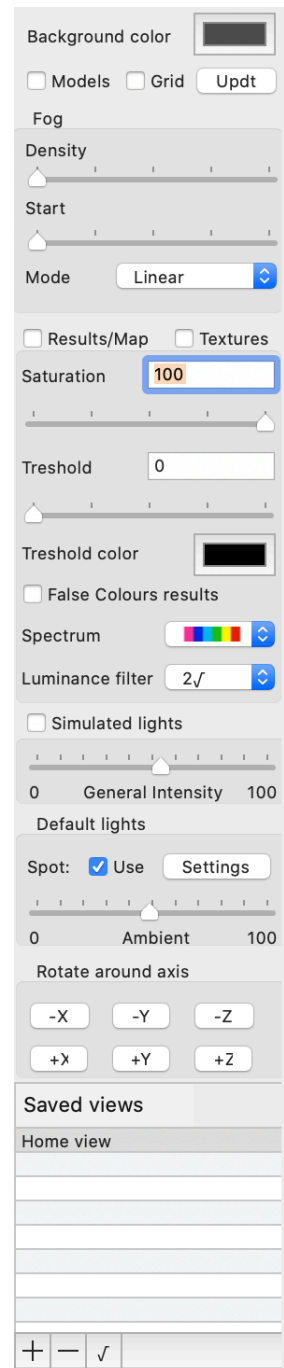 Background color
Models Grid Updt
Fog
Density
Start
Mode Linear
Results/Map Textures
Saturation 100
Treshold 0
Treshold color
False Colours results
Spectrum
Luminance filter 2√
Simulated lights
0 General Intensity 100
Default lights
Spot: Use Settings
0 Ambient 100
Rotate around axis
-X -Y -Z
+X +Y +Z
Saved views
Home view
+ − √